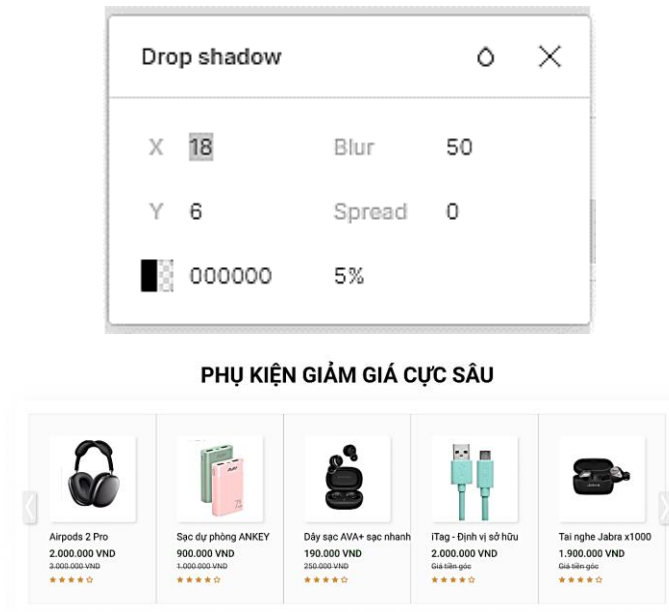 Drop shadow
X 18 Blur 50
Y 6 Spread 0
000000 5%
PHỤ KIỆN GIẢM GIÁ CỰC SÂU
Airpods 2 Pro
2.000.000 VND
3.000.000 VND
Sạc dự phòng ANKEY
900.000 VND
1.000.000 VND
Dây sạc AVA+ sạc nhanh
190.000 VND
250.000 VND
iTag - Định vị sở hữu
2.000.000 VND
Giá tiền gốc
Tai nghe Jabra x1000
1.900.000 VND
Giá tiền gốc